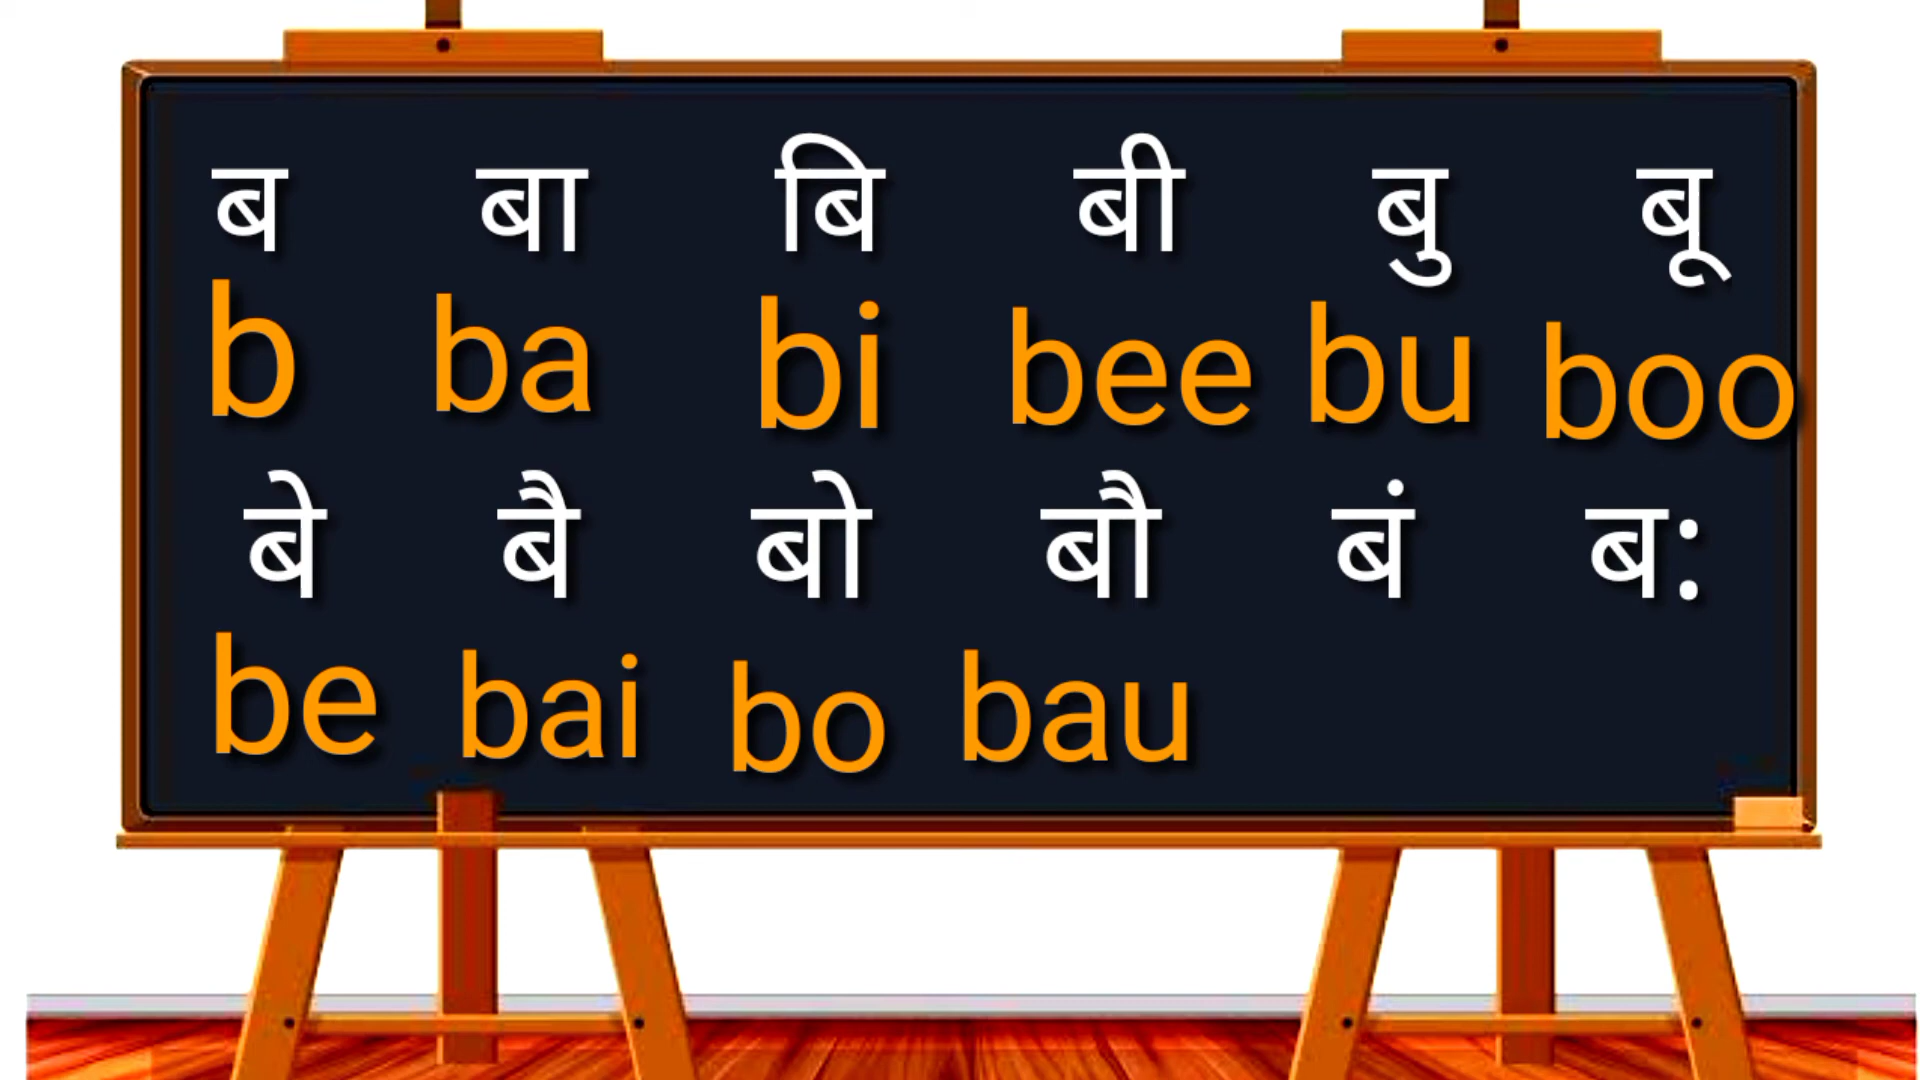 ब बा बि बी बु बू
b ba bi bee bu boo
बे बै बो बौ बं ब:
be bai bo bau